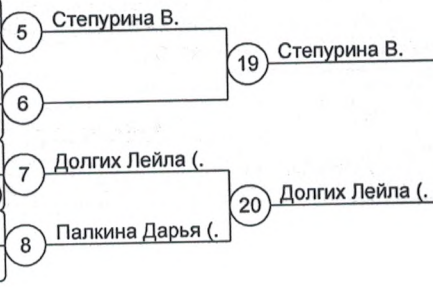 5 Степурина В.
19 Степурина В.
6
7 Долгих Лейла (.
20 Долгих Лейла (.
8 Палкина Дарья (.